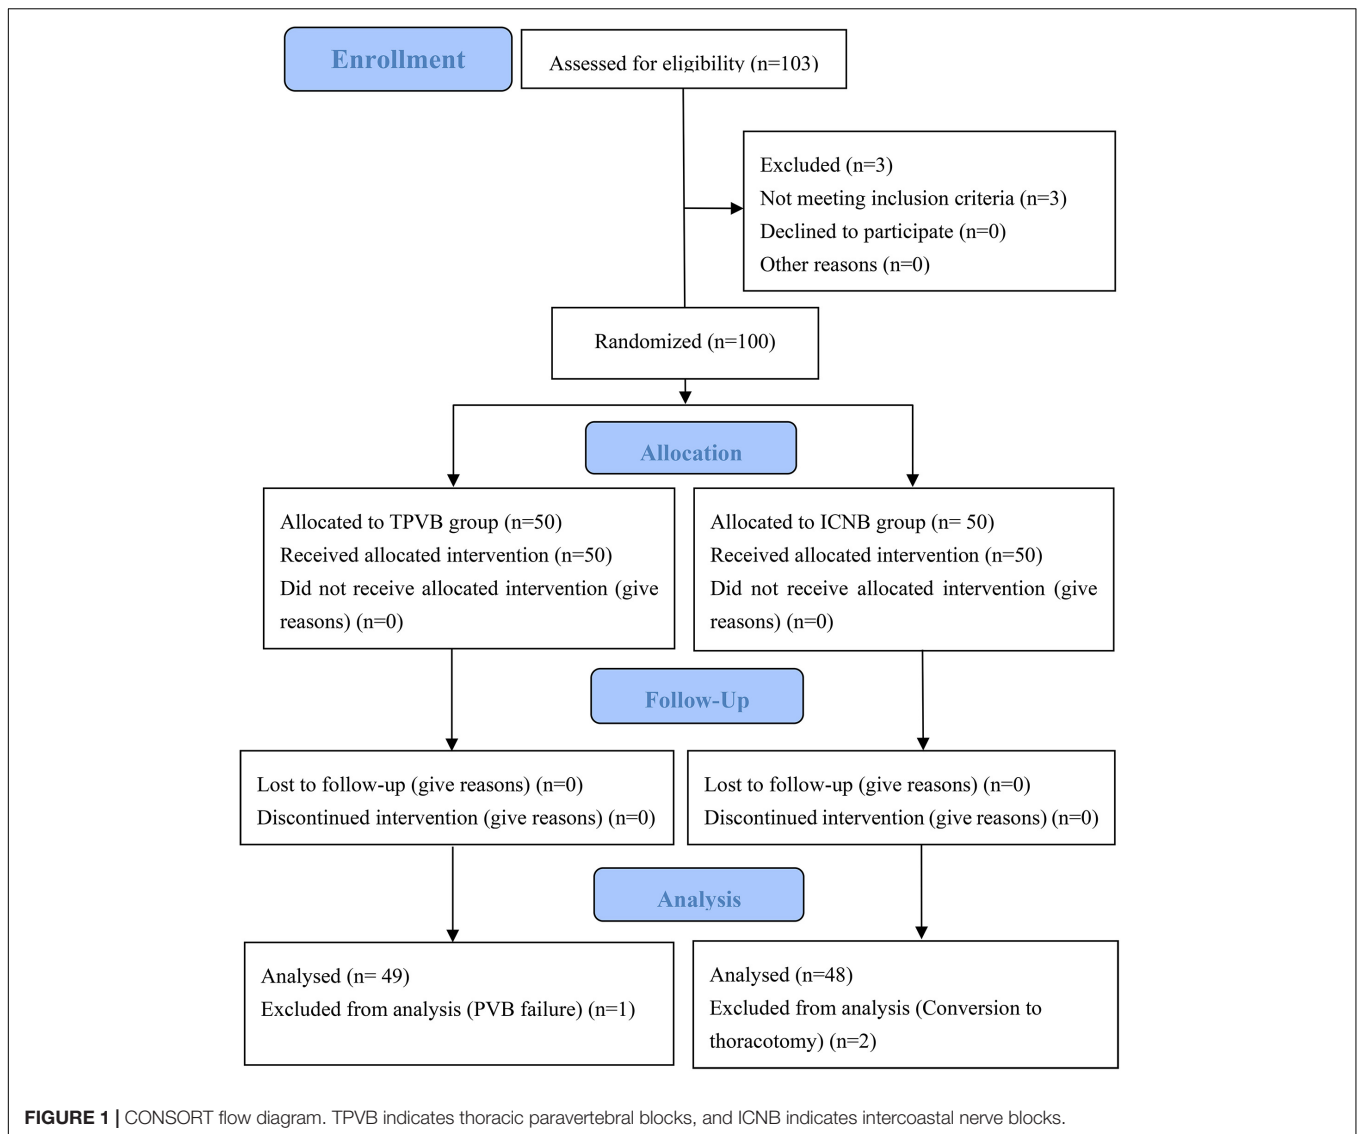 Enrollment
Assessed for eligibility (n=103)
Excluded (n=3)
Not meeting inclusion criteria (n=3)
Declined to participate (n=0)
Other reasons (n=0)
Randomized (n=100)
Allocation
Allocated to TPVB group (n=50)
Received allocated intervention (n=50)
Did not receive allocated intervention (give
reasons) (n=0)
Allocated to ICNB group (n= 50)
Received allocated intervention (n=50)
Did not receive allocated intervention (give
reasons) (n=0)
Follow-Up
Lost to follow-up (give reasons) (n=0)
Discontinued intervention (give reasons) (n=0)
Lost to follow-up (give reasons) (n=0)
Discontinued intervention (give reasons) (n=0)
Analysis
Analysed (n= 49)
Excluded from analysis (PVB failure) (n=1)
Analysed (n=48)
Excluded from analysis (Conversion to
thoracotomy) (n=2)
FIGURE 1 | CONSORT flow diagram. TPVB indicates thoracic paravertebral blocks, and ICNB indicates intercoastal nerve blocks.